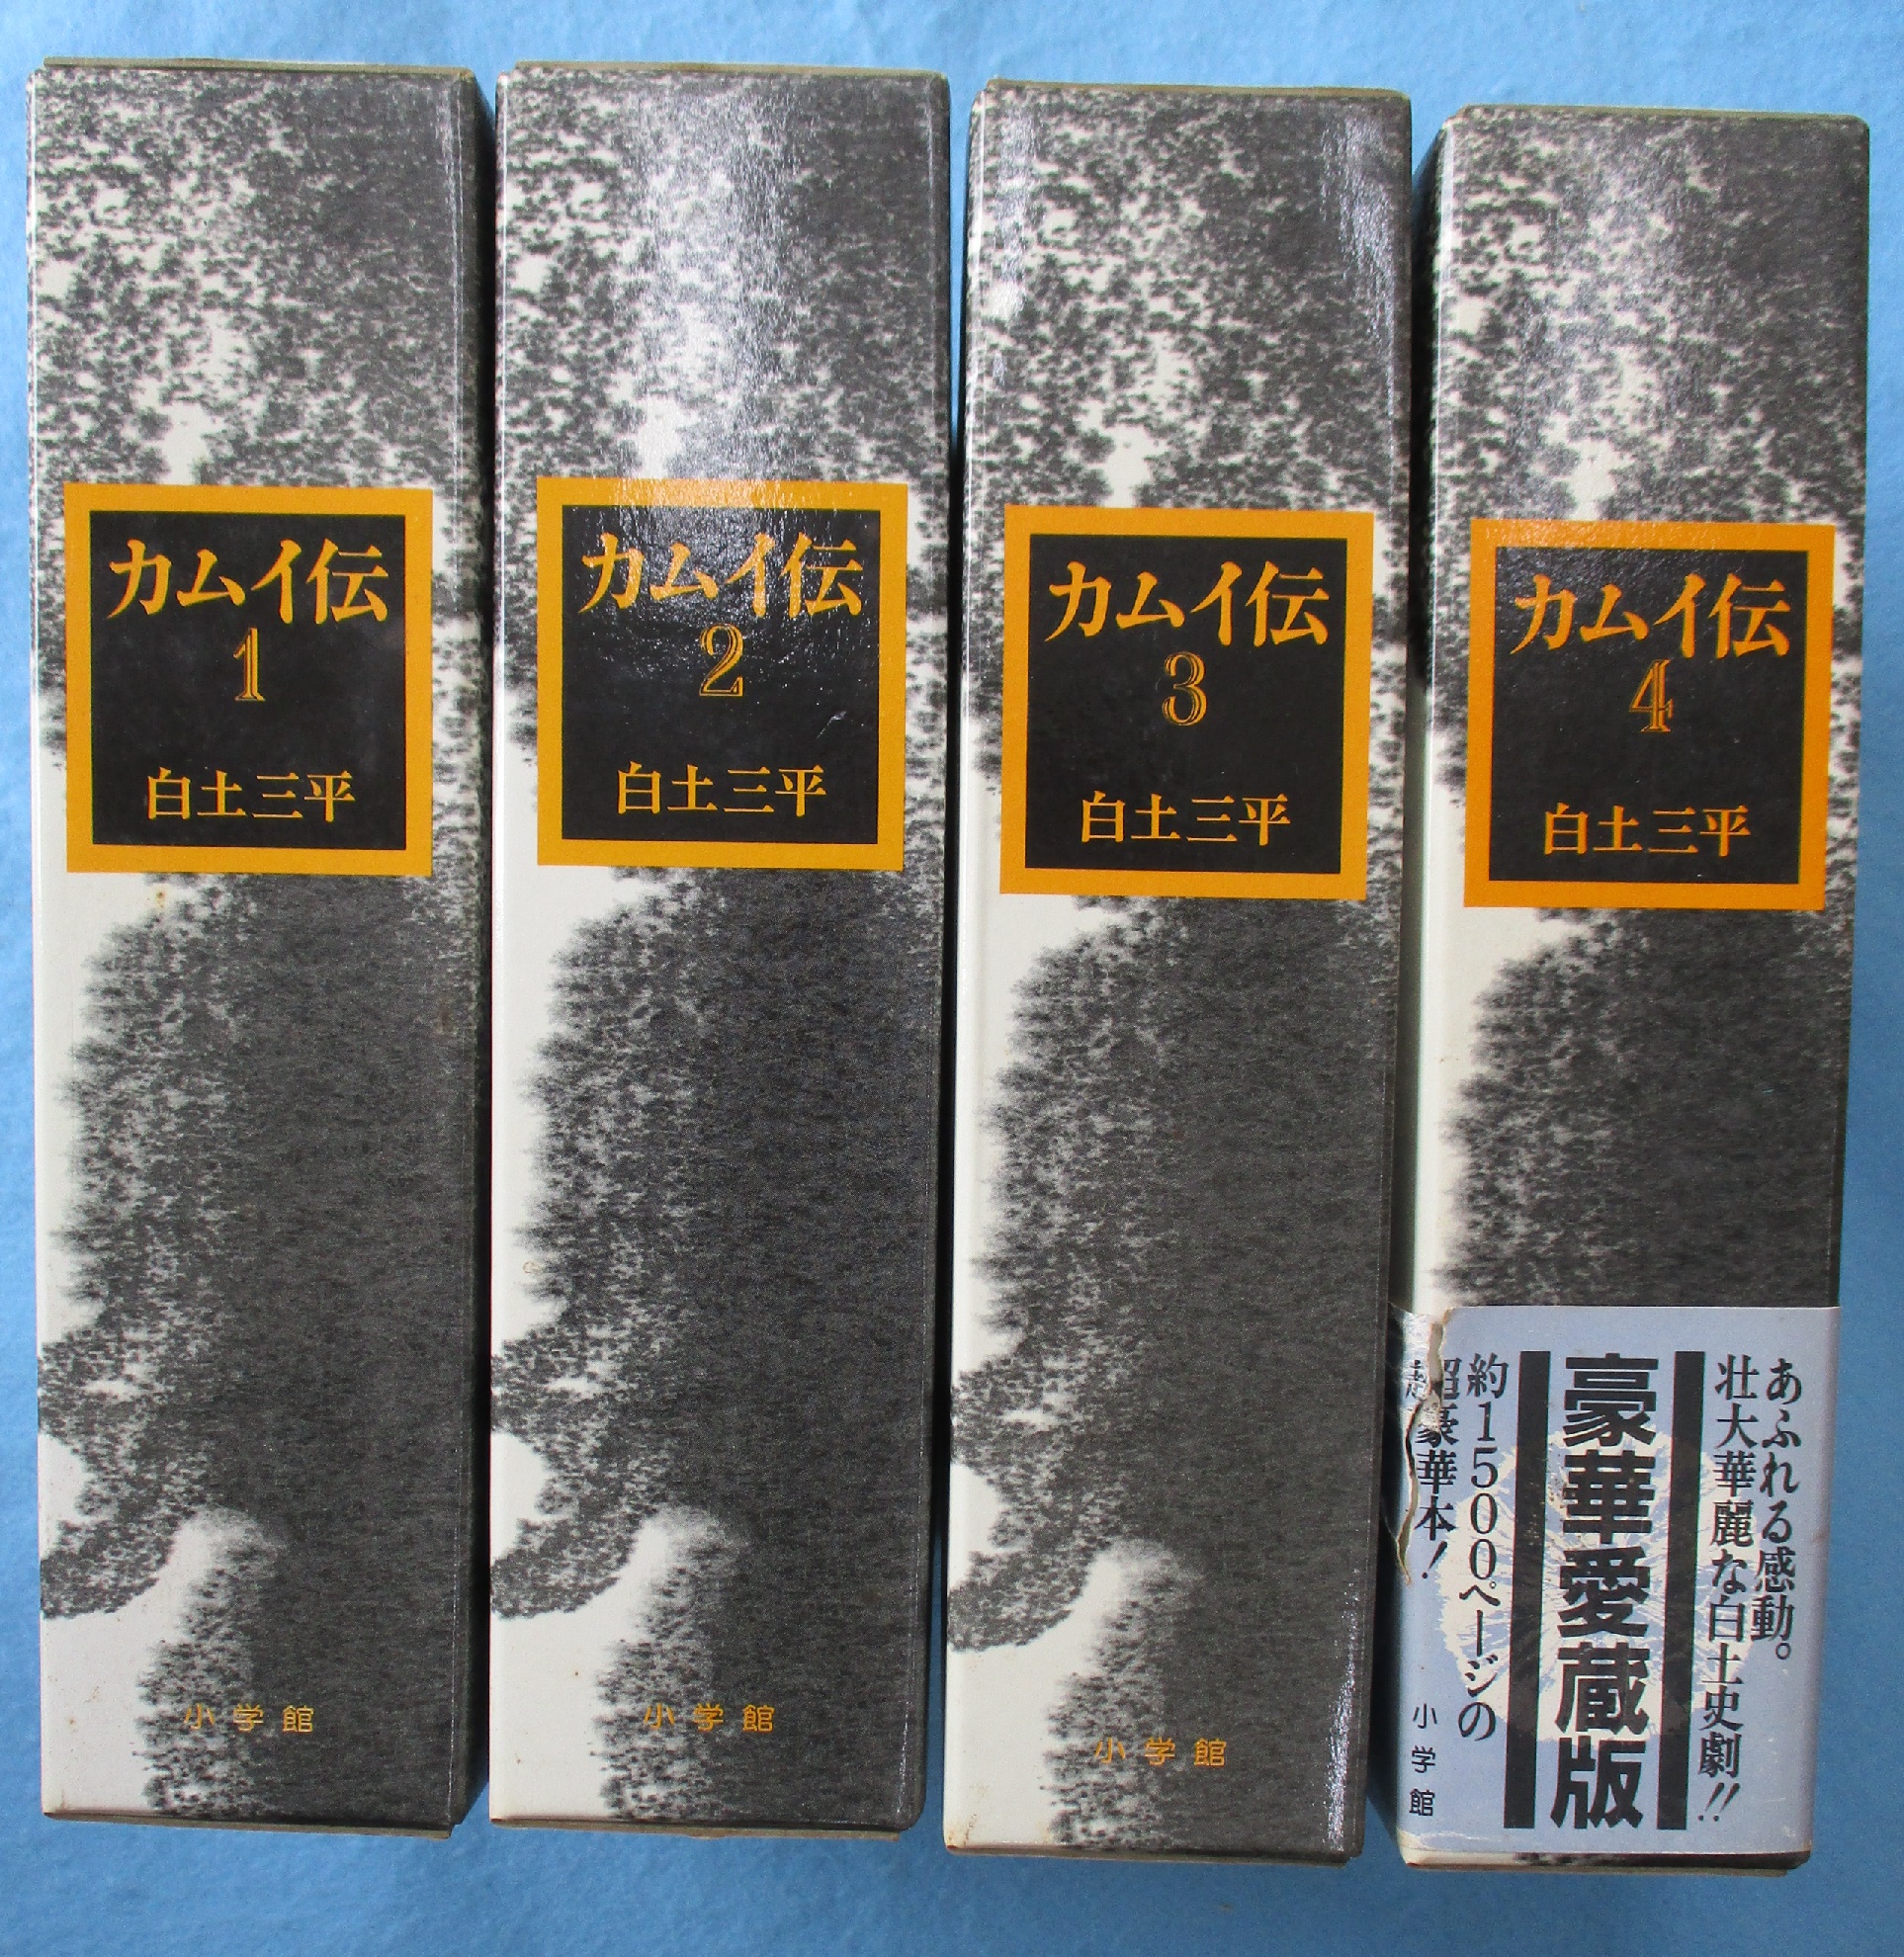 カムイ伝
1
白土三平
小学館
カムイ伝
2
白土三平
小学館
カムイ伝
3
白土三平
小学館
カムイ伝
4
白土三平
あふれる感動。
壮大華麗な白土史劇!!
豪華愛蔵版
約1500ページの
超豪華本!
小学館